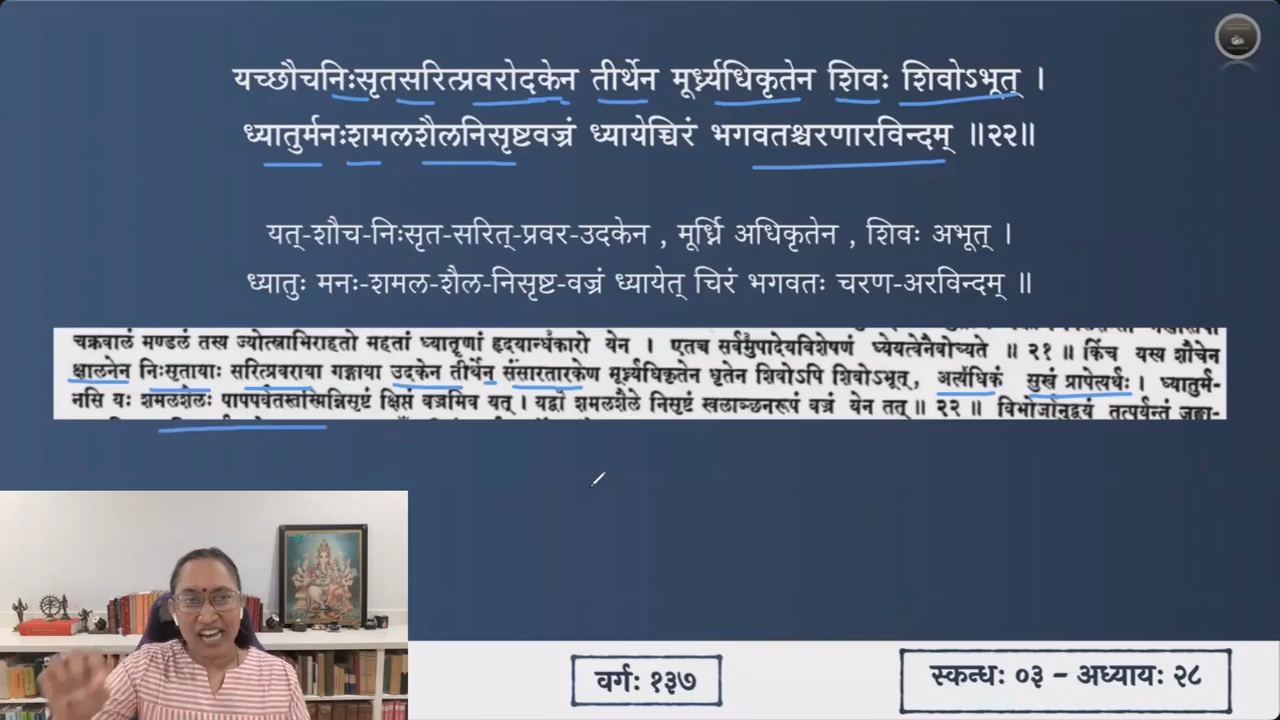 यच्छौचनिःसृतसरित्प्रवरोदकेन तीर्थेन मूर्ध्न्यधिकृतेन शिवः शिवोऽभूत् ।
ध्यातुर्मनःशमलशैलनिसृष्टवज्रं ध्यायेच्चिरं भगवतश्चरणारविन्दम् ॥२२॥
यत्-शौच-निःसृत-सरित्-प्रवर-उदकेन , मूर्ध्नि अधिकृतेन , शिवः अभूत् ।
ध्यातुः मनः-शमल-शैल-निसृष्ट-वज्रं ध्यायेत् चिरं भगवतः चरण-अरविन्दम् ॥
चक्रवालं मण्डलं तस्य ज्योत्स्नाभिराहतो महतां ध्यातॄणां हृदयान्धकारो येन । एतच्च सर्वमुपादेयविशेषणं ध्येयत्वेनैवोच्यते ॥ २१ ॥ किंच यस्य शौचेन
क्षालनेन निःसृतायाः सरित्प्रवराया गङ्गाया उदकेन तीर्थेन संसारतारकेण मूर्ध्न्यधिकृतेन धृतेन शिवोऽपि शिवोऽभूत्, अत्यधिकं सुखं प्रापेत्यर्थः । ध्यातुर्म-
नसि यः शमलशैलः पापपर्वतस्तस्मिन्निसृष्टं क्षिप्तं वज्रमिव यत् । यद्वा शमलशैले निसृष्टं स्वलाञ्छनरूपं वज्रं येन तत् ॥ २२ ॥ विभोर्जानुद्वयं तत्पर्यन्तं जङ्घा-
वर्गः १३७
स्कन्धः ०३ - अध्यायः २८